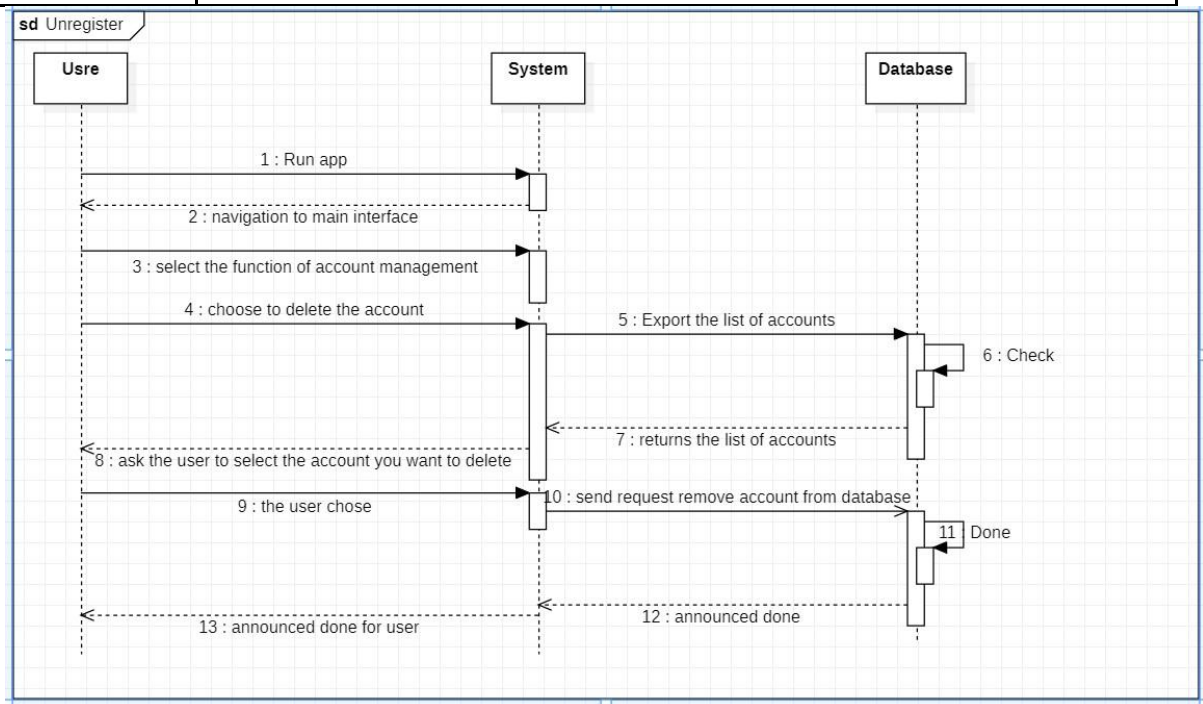 sd Unregister
Usre
System
Database
1 : Run app
2 : navigation to main interface
3 : select the function of account management
4 : choose to delete the account
5 : Export the list of accounts
6 : Check
7 : returns the list of accounts
8 : ask the user to select the account you want to delete
9 : the user chose
10 : send request remove account from database
11 : Done
12 : announced done
13 : announced done for user